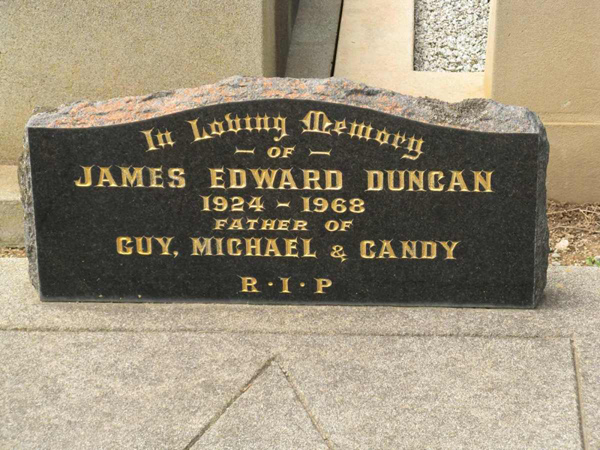 In Loving Memory
- OF -
JAMES EDWARD DUNCAN
1924 - 1968
FATHER OF
GUY, MICHAEL & CANDY
R · I · P